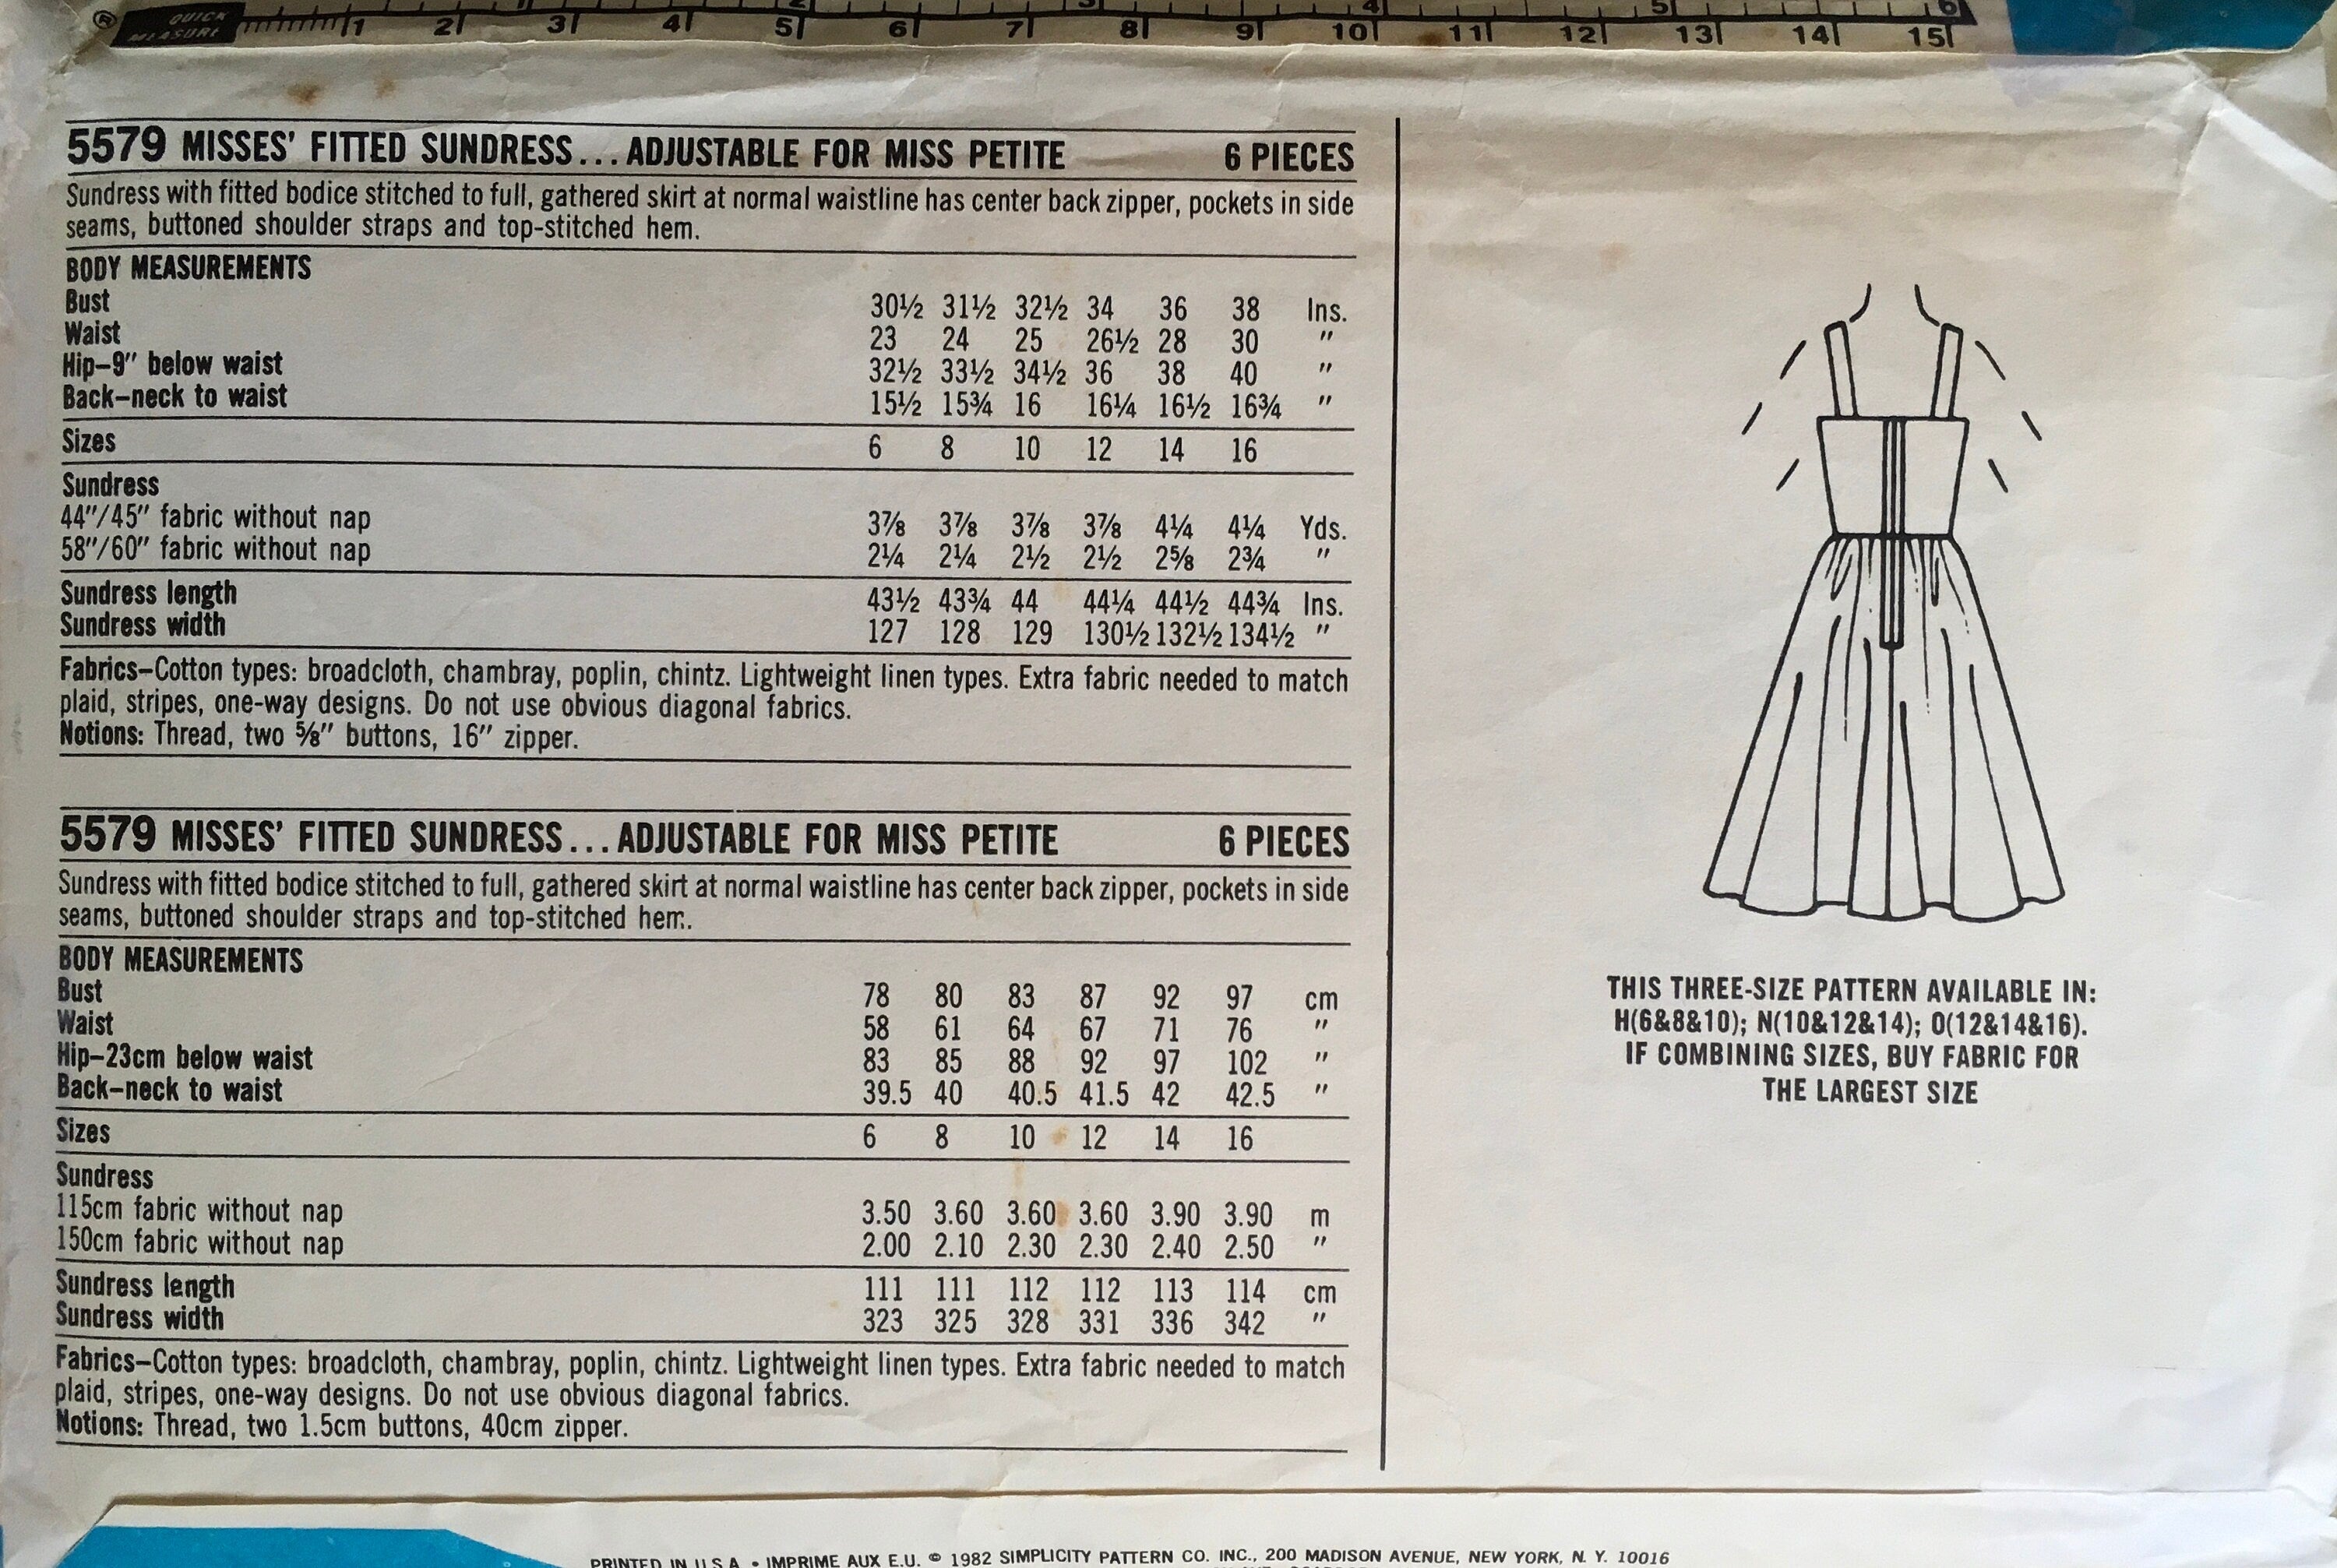 ® QUICK MEASURE
2 3 4 5 6
1 2 3 4 5 6 7 8 9 10 11 12 13 14 15
5579 MISSES' FITTED SUNDRESS...ADJUSTABLE FOR MISS PETITE 6 PIECES
Sundress with fitted bodice stitched to full, gathered skirt at normal waistline has center back zipper, pockets in side
seams, buttoned shoulder straps and top-stitched hem.
BODY MEASUREMENTS
Bust 30½ 31½ 32½ 34 36 38 Ins.
Waist 23 24 25 26½ 28 30 "
Hip–9" below waist 32½ 33½ 34½ 36 38 40 "
Back–neck to waist 15½ 15¾ 16 16¼ 16½ 16¾ "
Sizes 6 8 10 12 14 16
Sundress
44"/45" fabric without nap 3⅞ 3⅞ 3⅞ 3⅞ 4¼ 4¼ Yds.
58"/60" fabric without nap 2¼ 2¼ 2½ 2½ 2⅝ 2¾ "
Sundress length 43½ 43¾ 44 44¼ 44½ 44¾ Ins.
Sundress width 127 128 129 130½ 132½ 134½ "
Fabrics–Cotton types: broadcloth, chambray, poplin, chintz. Lightweight linen types. Extra fabric needed to match
plaid, stripes, one-way designs. Do not use obvious diagonal fabrics.
Notions: Thread, two ⅝" buttons, 16" zipper.
5579 MISSES' FITTED SUNDRESS...ADJUSTABLE FOR MISS PETITE 6 PIECES
Sundress with fitted bodice stitched to full, gathered skirt at normal waistline has center back zipper, pockets in side
seams, buttoned shoulder straps and top-stitched hem.
BODY MEASUREMENTS
Bust 78 80 83 87 92 97 cm
Waist 58 61 64 67 71 76 "
Hip–23cm below waist 83 85 88 92 97 102 "
Back–neck to waist 39.5 40 40.5 41.5 42 42.5 "
Sizes 6 8 10 12 14 16
Sundress
115cm fabric without nap 3.50 3.60 3.60 3.60 3.90 3.90 m
150cm fabric without nap 2.00 2.10 2.30 2.30 2.40 2.50 "
Sundress length 111 111 112 112 113 114 cm
Sundress width 323 325 328 331 336 342 "
Fabrics–Cotton types: broadcloth, chambray, poplin, chintz. Lightweight linen types. Extra fabric needed to match
plaid, stripes, one-way designs. Do not use obvious diagonal fabrics.
Notions: Thread, two 1.5cm buttons, 40cm zipper.
THIS THREE-SIZE PATTERN AVAILABLE IN:
H(6&8&10); N(10&12&14); O(12&14&16).
IF COMBINING SIZES, BUY FABRIC FOR
THE LARGEST SIZE
PRINTED IN U.S.A. • IMPRIME AUX E.U. © 1982 SIMPLICITY PATTERN CO. INC., 200 MADISON AVENUE, NEW YORK, N. Y. 10016